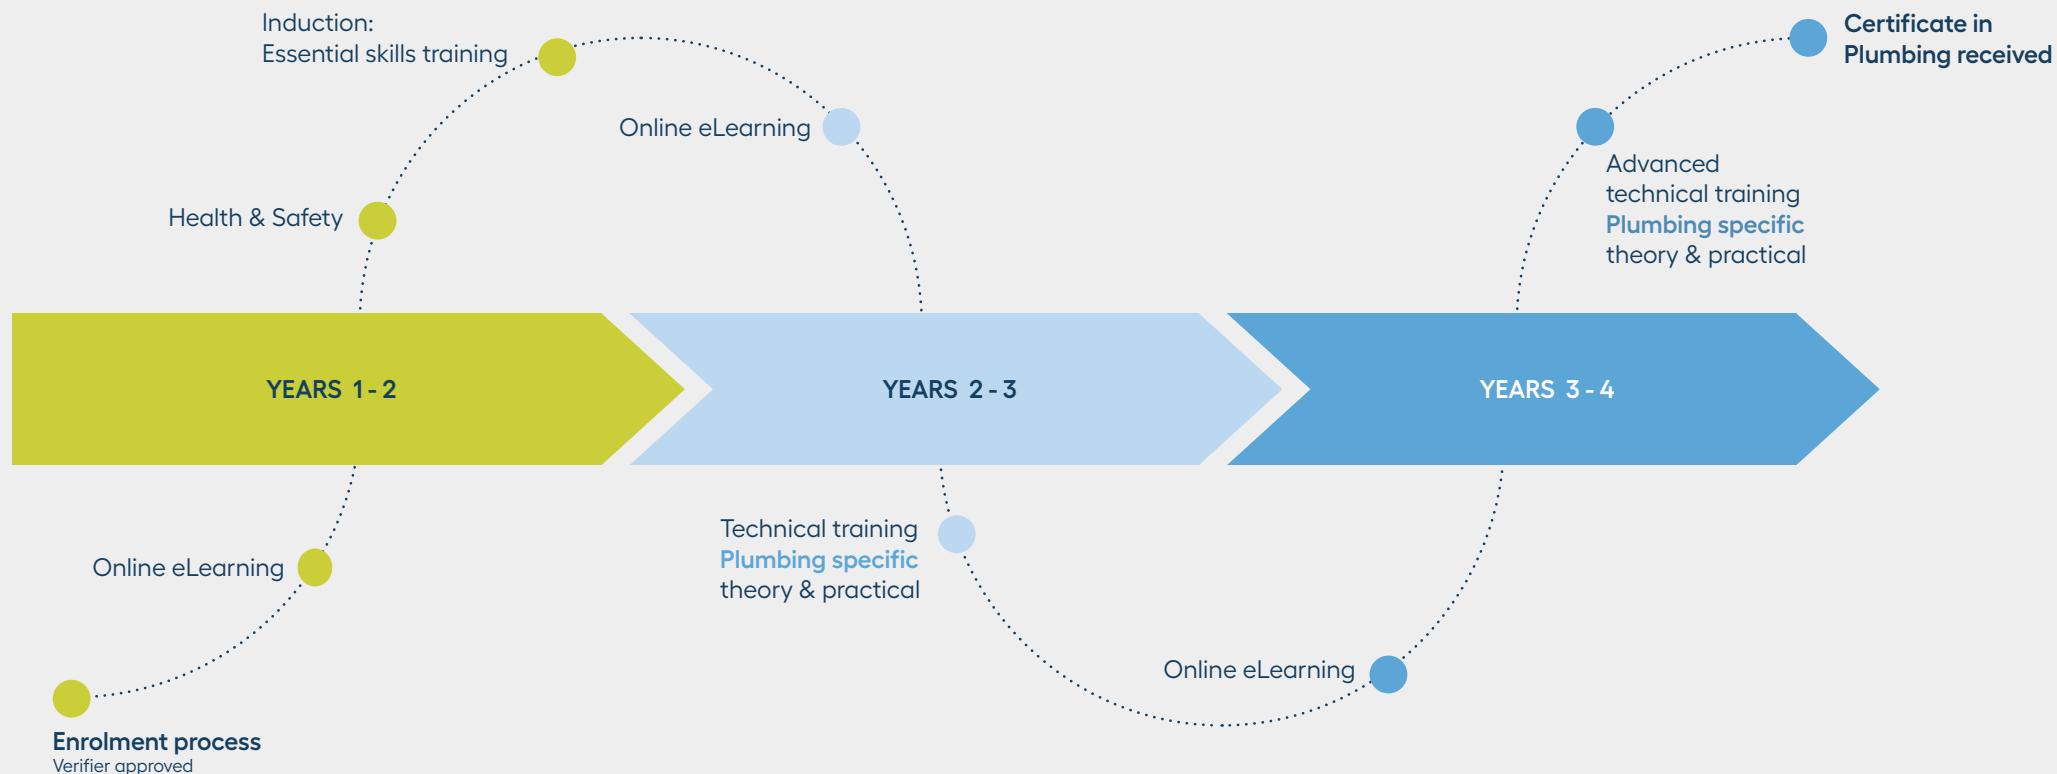 Induction:
Essential skills training
Certificate in
Plumbing received
Online eLearning
Advanced
technical training
Plumbing specific
theory & practical
Health & Safety
YEARS 1 - 2
YEARS 2 - 3
YEARS 3 - 4
Technical training
Plumbing specific
theory & practical
Online eLearning
Online eLearning
Enrolment process
Verifier approved